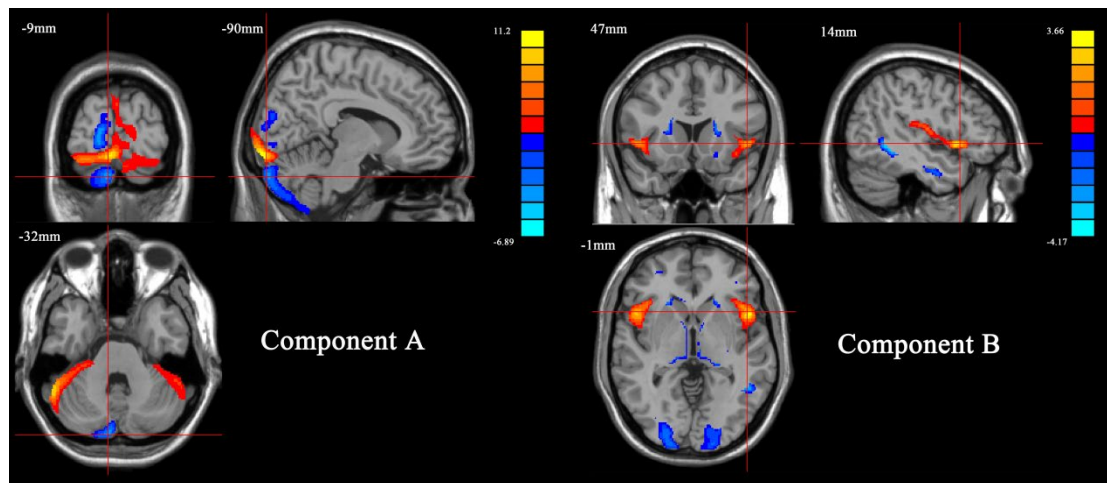 -9mm
-90mm
11.2
-6.89
-32mm
Component A
47mm
14mm
3.66
-4.17
-1mm
Component B